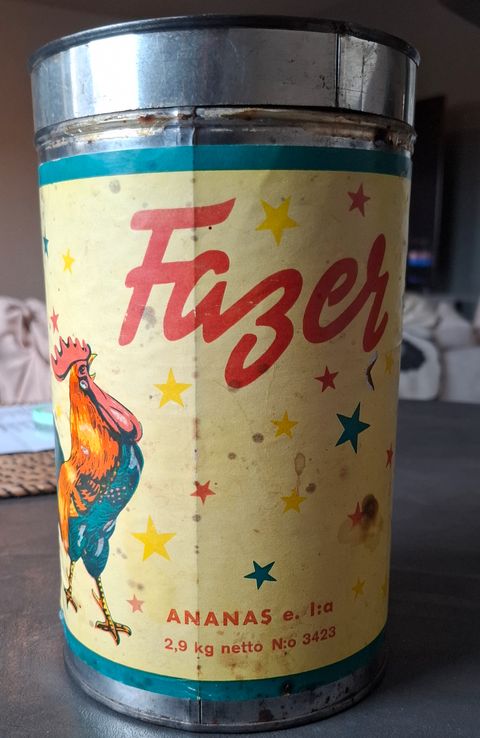 Fazer
ANANAS e. l:a
2,9 kg netto N:o 3423